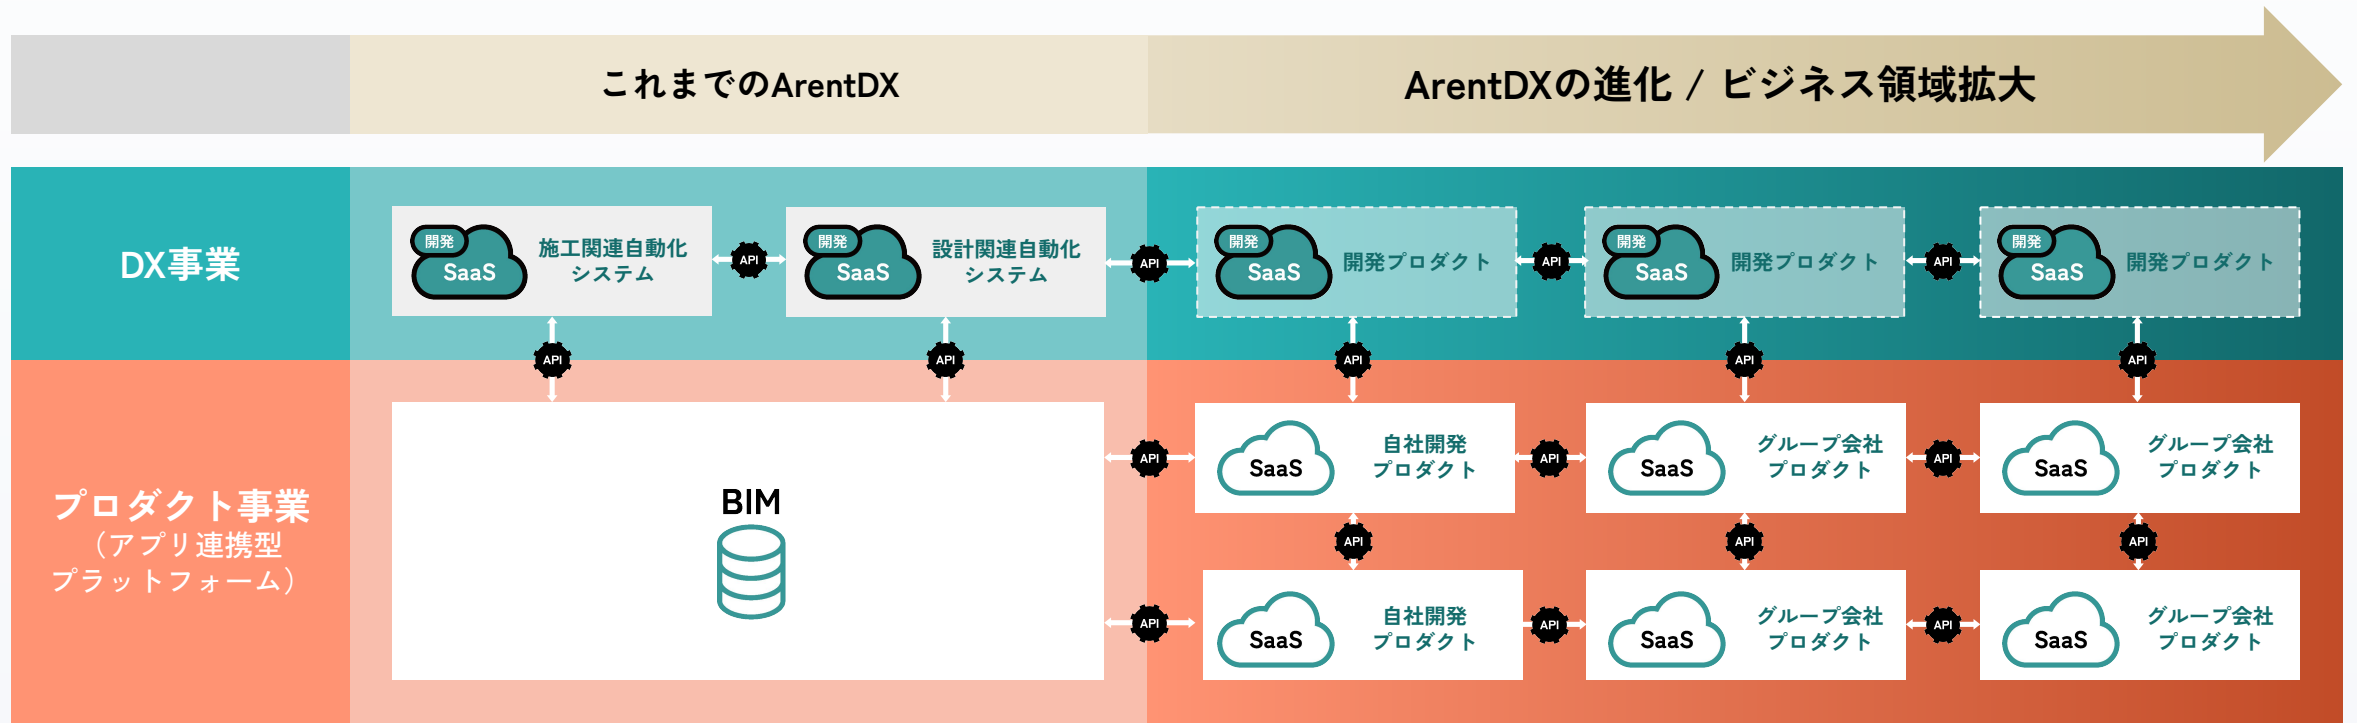 これまでのArentDX
ArentDXの進化 / ビジネス領域拡大
DX事業
開発
SaaS
施工関連自動化
システム
API
開発
SaaS
設計関連自動化
システム
API
開発
SaaS
開発プロダクト
API
開発
SaaS
開発プロダクト
API
開発
SaaS
開発プロダクト
API
API
API
API
API
プロダクト事業
（アプリ連携型
プラットフォーム）
BIM
API
SaaS
自社開発
プロダクト
API
SaaS
グループ会社
プロダクト
API
SaaS
グループ会社
プロダクト
API
API
API
API
SaaS
自社開発
プロダクト
API
SaaS
グループ会社
プロダクト
API
SaaS
グループ会社
プロダクト